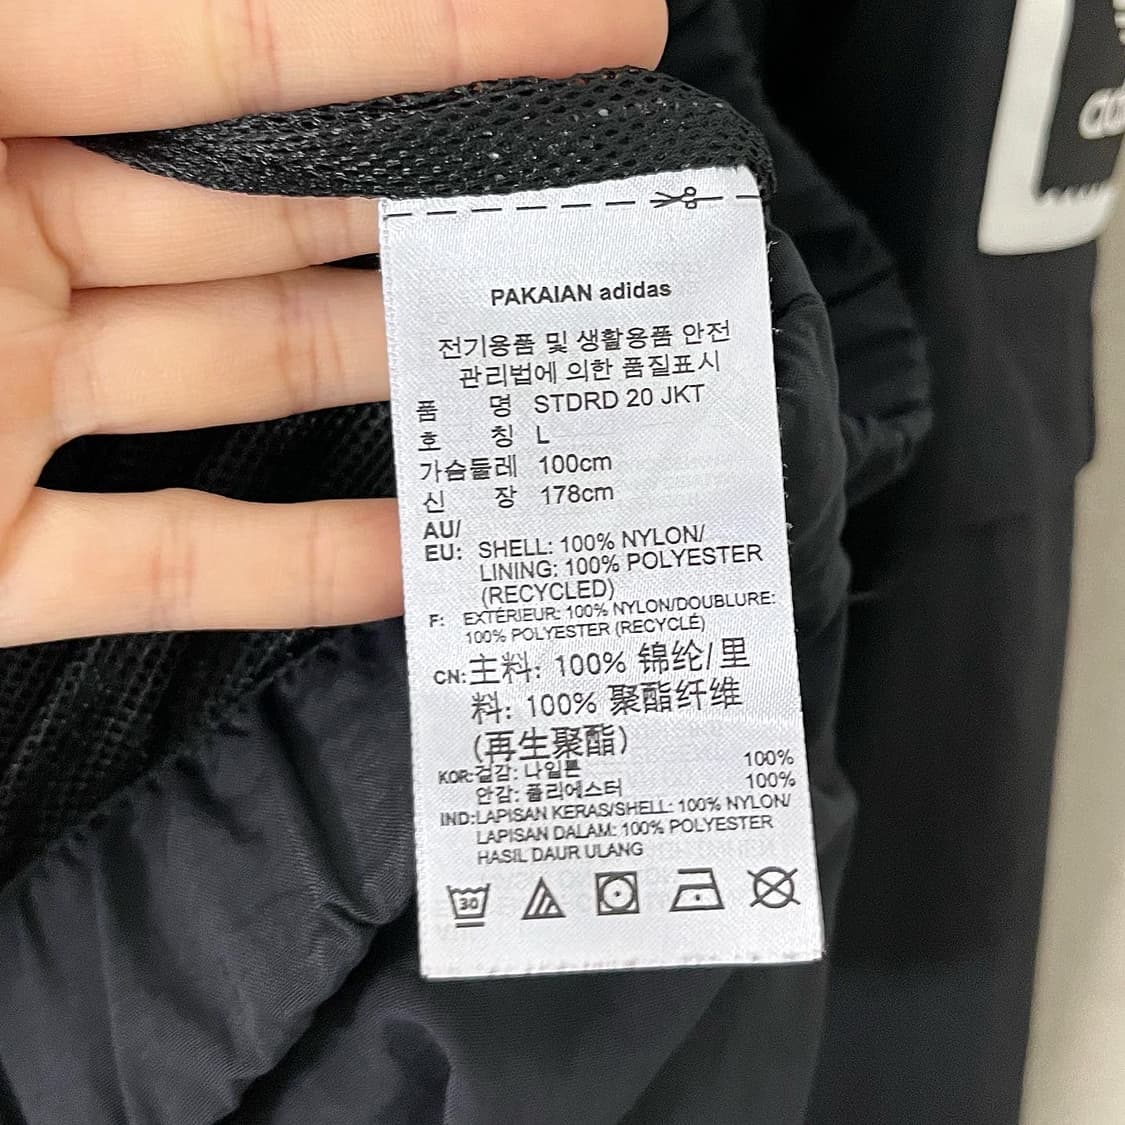 PAKAIAN adidas
전기용품 및 생활용품 안전
관리법에 의한 품질표시
품 명 STDRD 20 JKT
호 칭 L
가슴둘레 100cm
신 장 178cm
AU/
EU: SHELL: 100% NYLON/
LINING: 100% POLYESTER
(RECYCLED)
F: EXTÉRIEUR: 100% NYLON/DOUBLURE:
100% POLYESTER (RECYCLÉ)
CN: 主料: 100% 锦纶/里
料: 100% 聚酯纤维
(再生聚酯)
KOR: 겉감: 나일론 100%
안감: 폴리에스터 100%
IND: LAPISAN KERAS/SHELL: 100% NYLON/
LAPISAN DALAM: 100% POLYESTER
HASIL DAUR ULANG
30